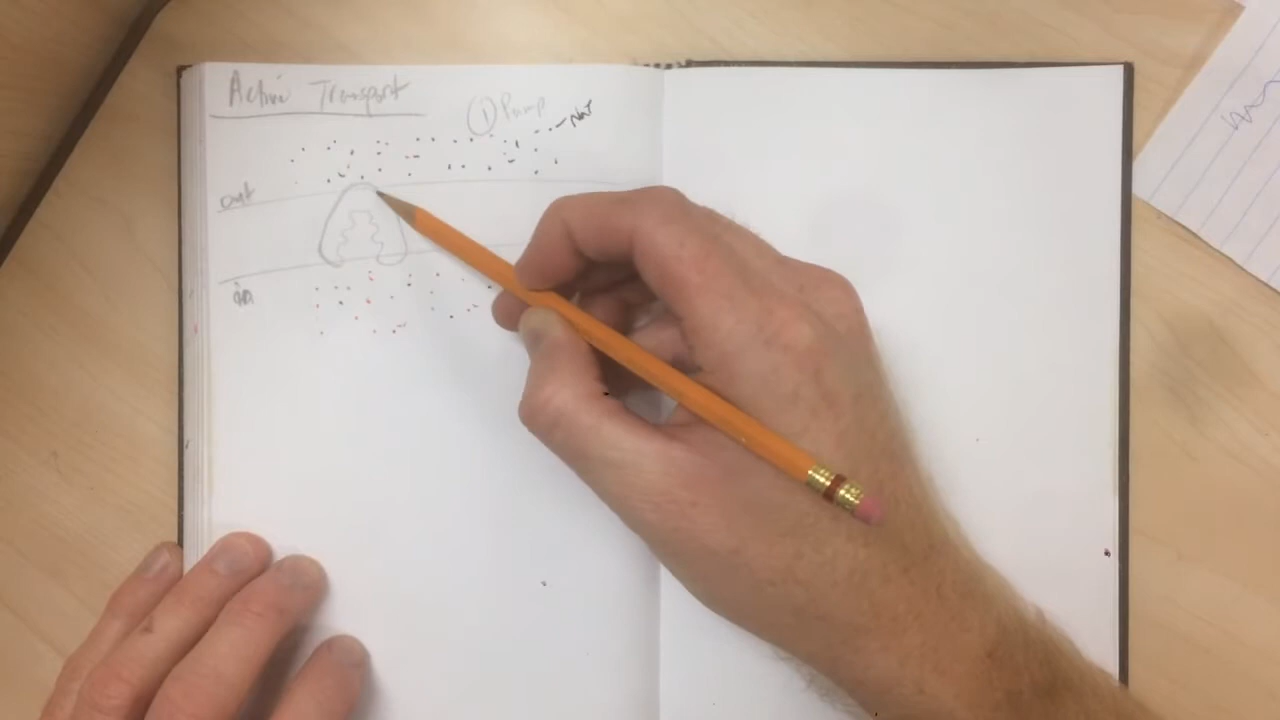 Active Transport
① Pump
Na+
out
in